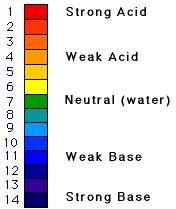 1 Strong Acid
2
3
4 Weak Acid
5
6
7 Neutral (water)
8
9
10
11 Weak Base
12
13
14 Strong Base